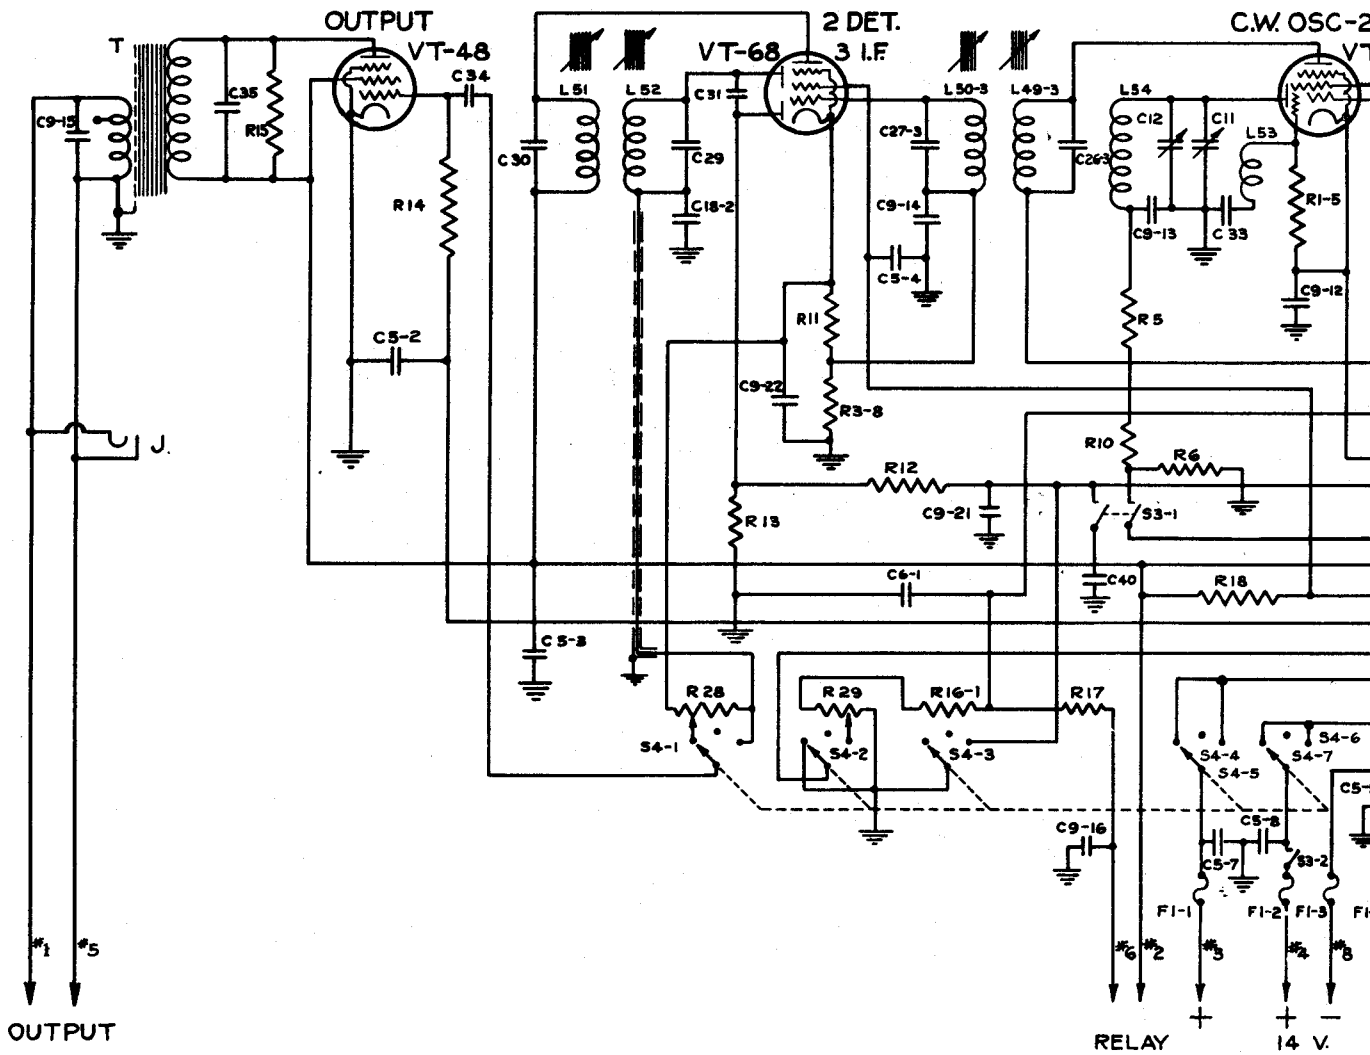 OUTPUT
VT-48
2 DET.
3 I.F.
VT-68
C.W. OSC-2
VT
T
C35
R15
C9-15
C34
L51
L52
C31
C30
C29
C18-2
R14
L50-3
L49-3
C27-3
C26-3
C9-14
C5-4
L54
C12
C11
L53
C9-13
C33
R1-5
C9-12
C5-2
R11
R5
C9-22
R3-8
J.
R10
R6
R12
R13
C9-21
S3-1
C6-1
C40
R18
C5-3
R28
R29
R16-1
R17
S4-1
S4-2
S4-3
S4-4
S4-5
S4-6
S4-7
C5-
C9-16
C5-8
C5-7
S3-2
F1-1
F1-2
F1-3
F1-
#1
#5
#6
#2
#3
#4
#8
+
+
−
OUTPUT
RELAY
14 V.